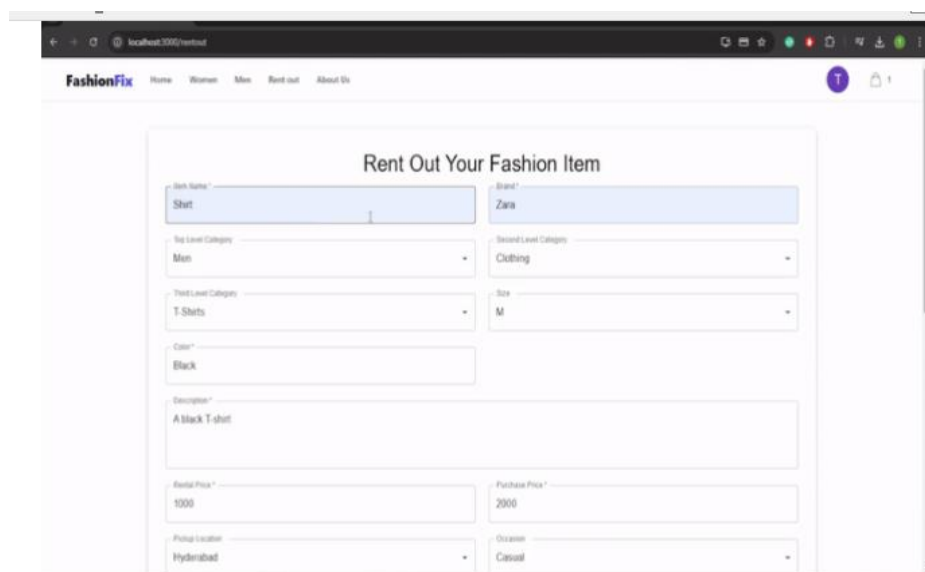 localhost:3000/rentout
FashionFix Home Women Men Rent out About Us T 1
Rent Out Your Fashion Item
Item Name * Brand *
Shirt Zara
Top Level Category Second Level Category
Men Clothing
Third Level Category Size
T-Shirts M
Color *
Black
Description *
A black T-shirt
Rental Price * Purchase Price *
1000 2000
Pickup Location Occasion
Hyderabad Casual